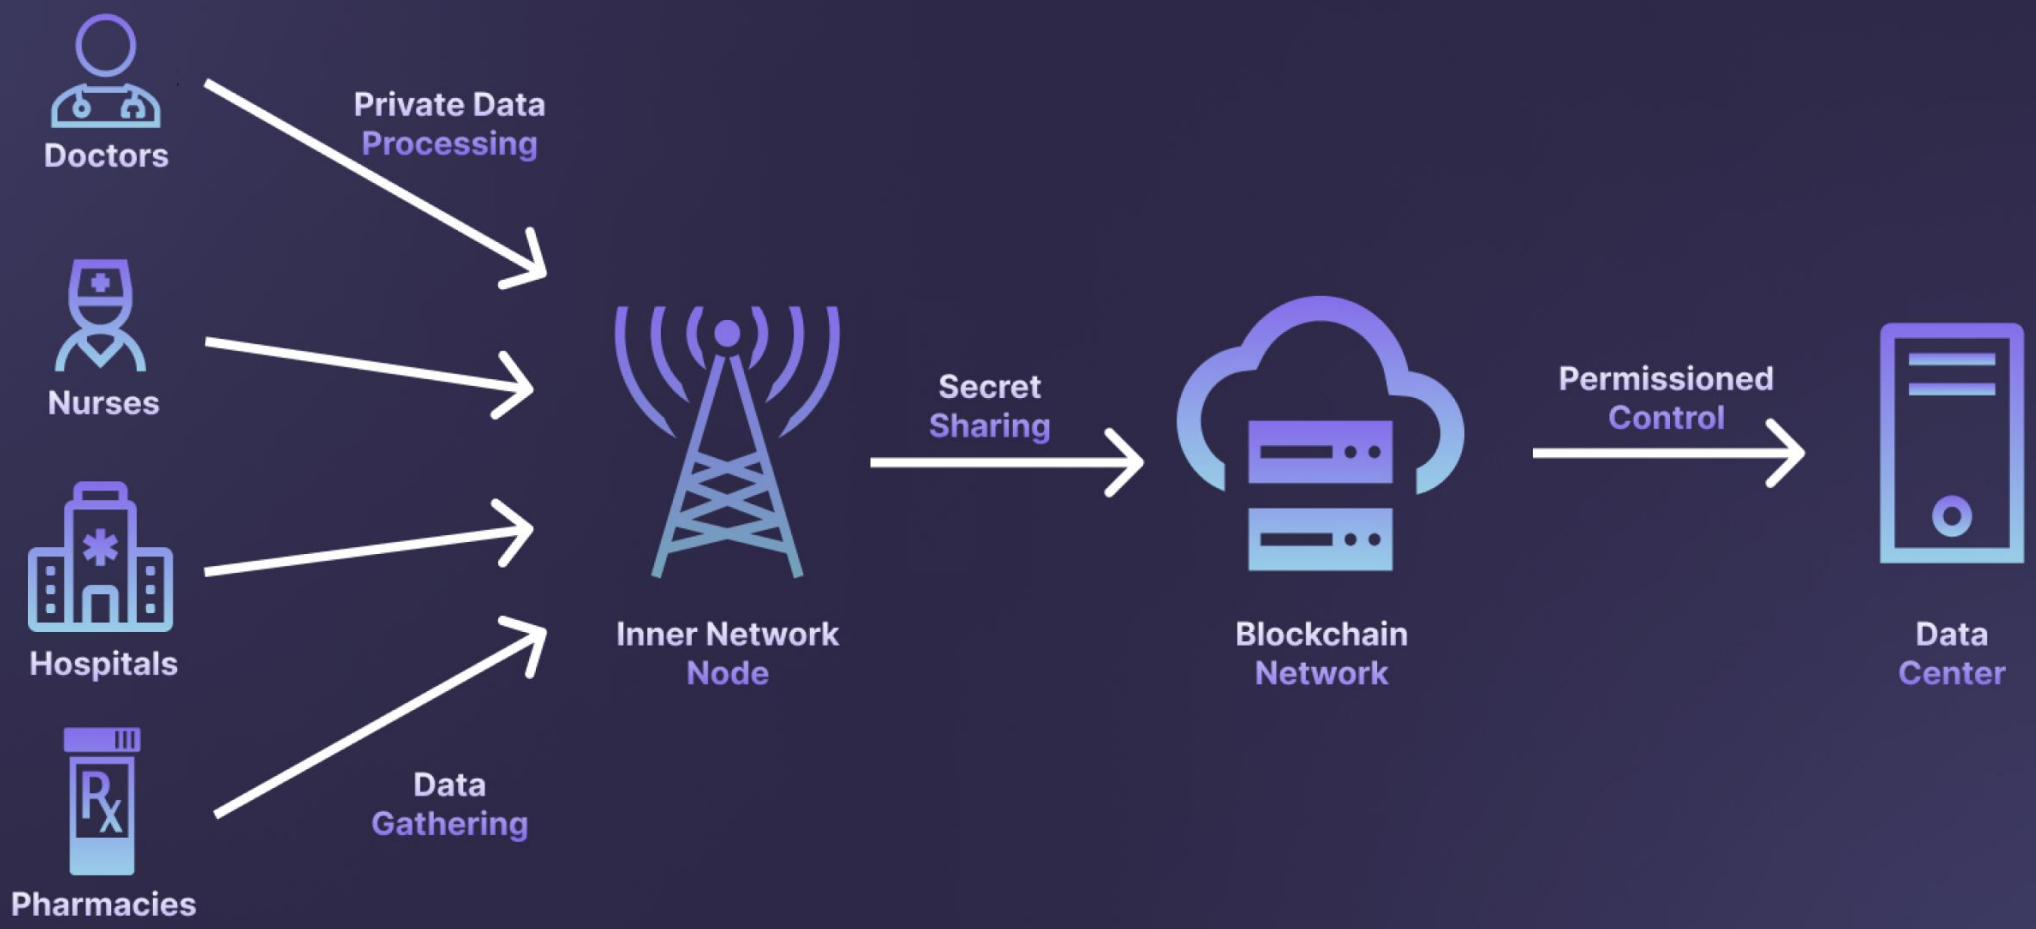 Doctors
Private Data
Processing
Nurses
Hospitals
Rx
Pharmacies
Data
Gathering
Inner Network
Node
Secret
Sharing
Blockchain
Network
Permissioned
Control
Data
Center